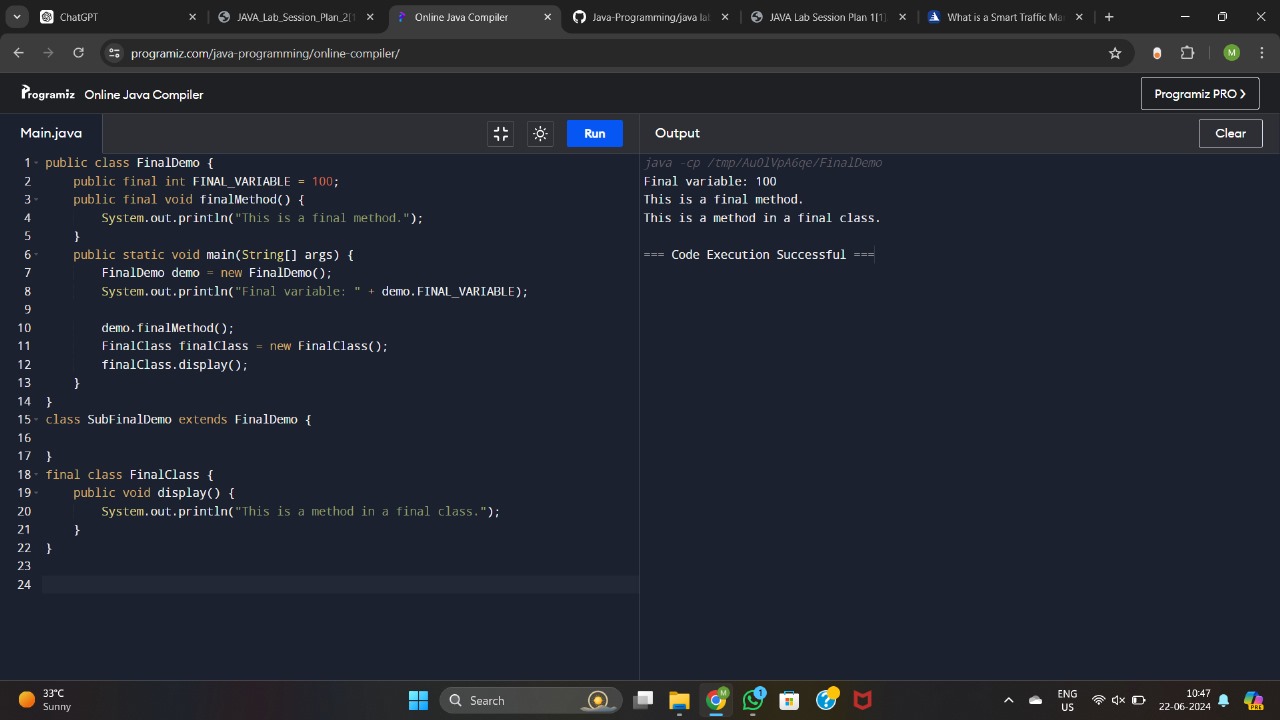 ChatGPT
JAVA_Lab_Session_Plan_2[1
Online Java Compiler
Java-Programming/java lab
JAVA Lab Session Plan 1[1]
What is a Smart Traffic Ma
programiz.com/java-programming/online-compiler/
M
Programiz Online Java Compiler
Programiz PRO >
Main.java
Run
Output
Clear
1 public class FinalDemo {
2 public final int FINAL_VARIABLE = 100;
3 public final void finalMethod() {
4 System.out.println("This is a final method.");
5 }
6 public static void main(String[] args) {
7 FinalDemo demo = new FinalDemo();
8 System.out.println("Final variable: " + demo.FINAL_VARIABLE);
9
10 demo.finalMethod();
11 FinalClass finalClass = new FinalClass();
12 finalClass.display();
13 }
14 }
15 class SubFinalDemo extends FinalDemo {
16
17 }
18 final class FinalClass {
19 public void display() {
20 System.out.println("This is a method in a final class.");
21 }
22 }
23
24
java -cp /tmp/AuOlVpA6qe/FinalDemo
Final variable: 100
This is a final method.
This is a method in a final class.
=== Code Execution Successful ===
33°C
Sunny
Search
M
1
ENG
US
10:47
22-06-2024
PRE